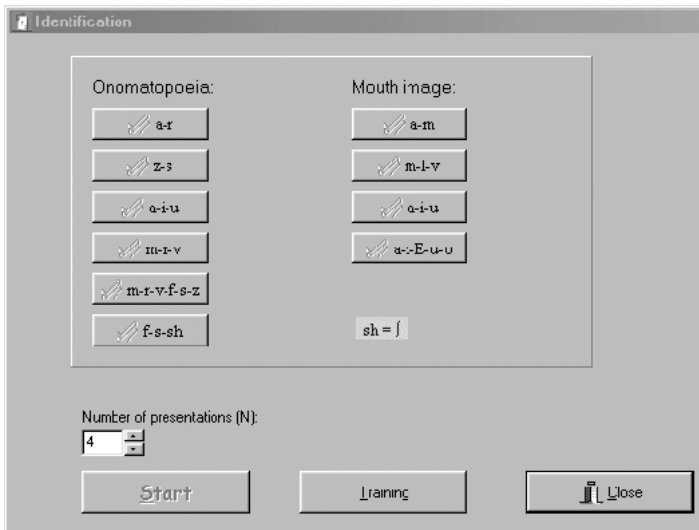 Identification
Onomatopoeia:
a-r
z-s
a-i-u
m-r-v
m-r-v-f-s-z
f-s-sh
Mouth image:
a-m
m-l-v
a-i-u
sh = ∫
Number of presentations (N):
4
Start
Training
Close